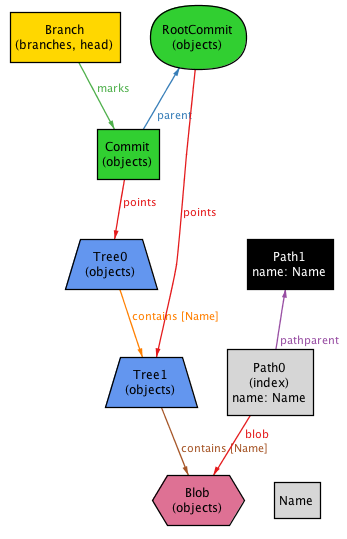 Branch
(branches, head)
RootCommit
(objects)
marks
parent
Commit
(objects)
points
points
Tree0
(objects)
Path1
name: Name
contains [Name]
pathparent
Tree1
(objects)
Path0
(index)
name: Name
blob
contains [Name]
Blob
(objects)
Name